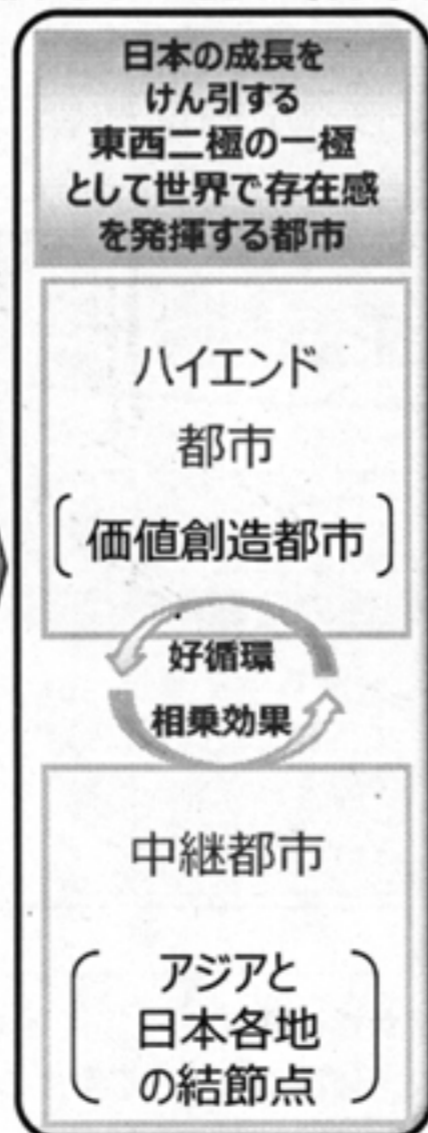 日本の成長を
けん引する
東西二極の一極
として世界で存在感
を発揮する都市
ハイエンド
都市
[価値創造都市]
好循環
相乗効果
中継都市
アジアと
日本各地
の結節点